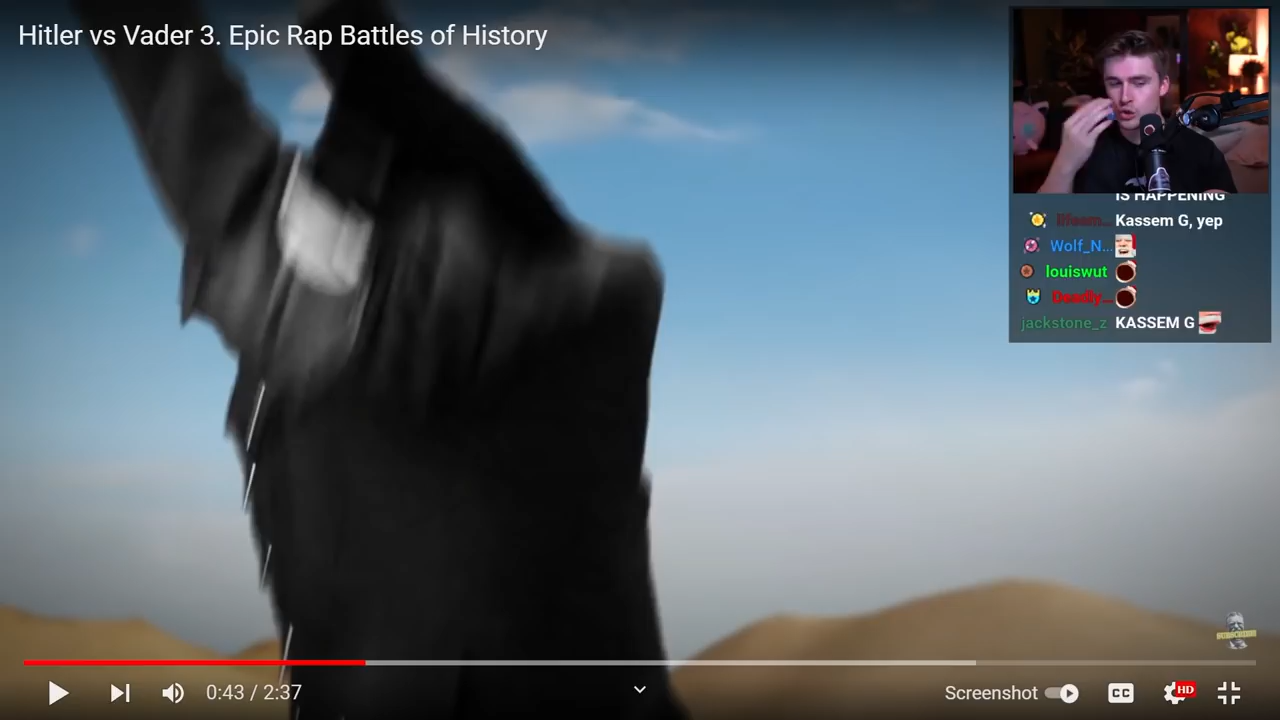 Hitler vs Vader 3. Epic Rap Battles of History
IS HAPPENING
Kassem G, yep
Wolf_N...
louiswut
Deadly...
jackstone_z KASSEM G
0:43 / 2:37
Screenshot
CC
HD